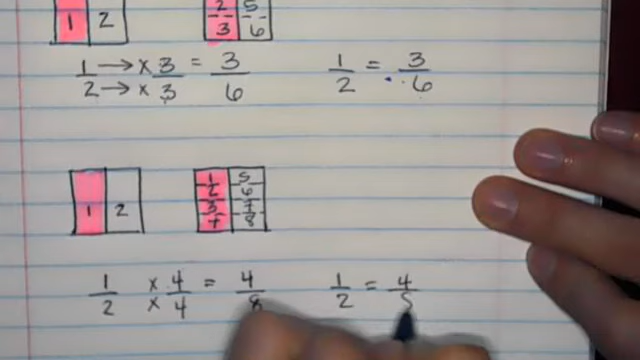 1 2
2 5
3 6
1 → × 3 = 3
2 → × 3 6
1/2 = 3/6
1 2
1 5
2 6
3 7
4 8
1/2 × 4/× 4 = 4/8
1/2 = 4/